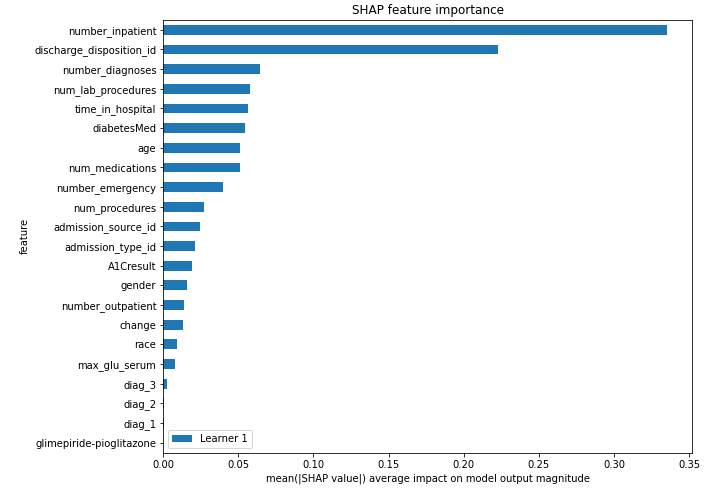 SHAP feature importance
number_inpatient
discharge_disposition_id
number_diagnoses
num_lab_procedures
time_in_hospital
diabetesMed
age
num_medications
number_emergency
num_procedures
admission_source_id
admission_type_id
A1Cresult
gender
number_outpatient
change
race
max_glu_serum
diag_3
diag_2
diag_1
glimepiride-pioglitazone
feature
Learner 1
0.00 0.05 0.10 0.15 0.20 0.25 0.30 0.35
mean(|SHAP value|) average impact on model output magnitude